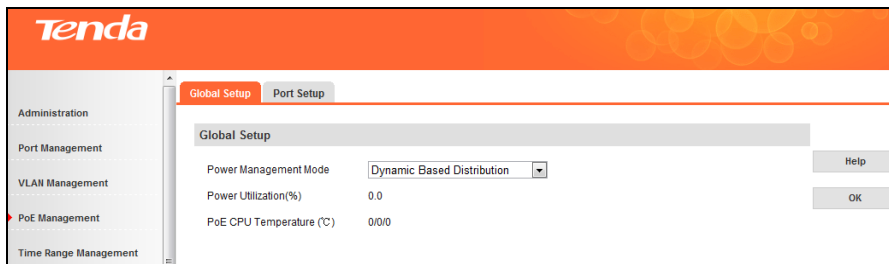 Tenda
Global Setup
Port Setup
Administration
Port Management
VLAN Management
PoE Management
Time Range Management
Global Setup
Power Management Mode
Dynamic Based Distribution
Power Utilization(%)
0.0
PoE CPU Temperature (℃)
0/0/0
Help
OK